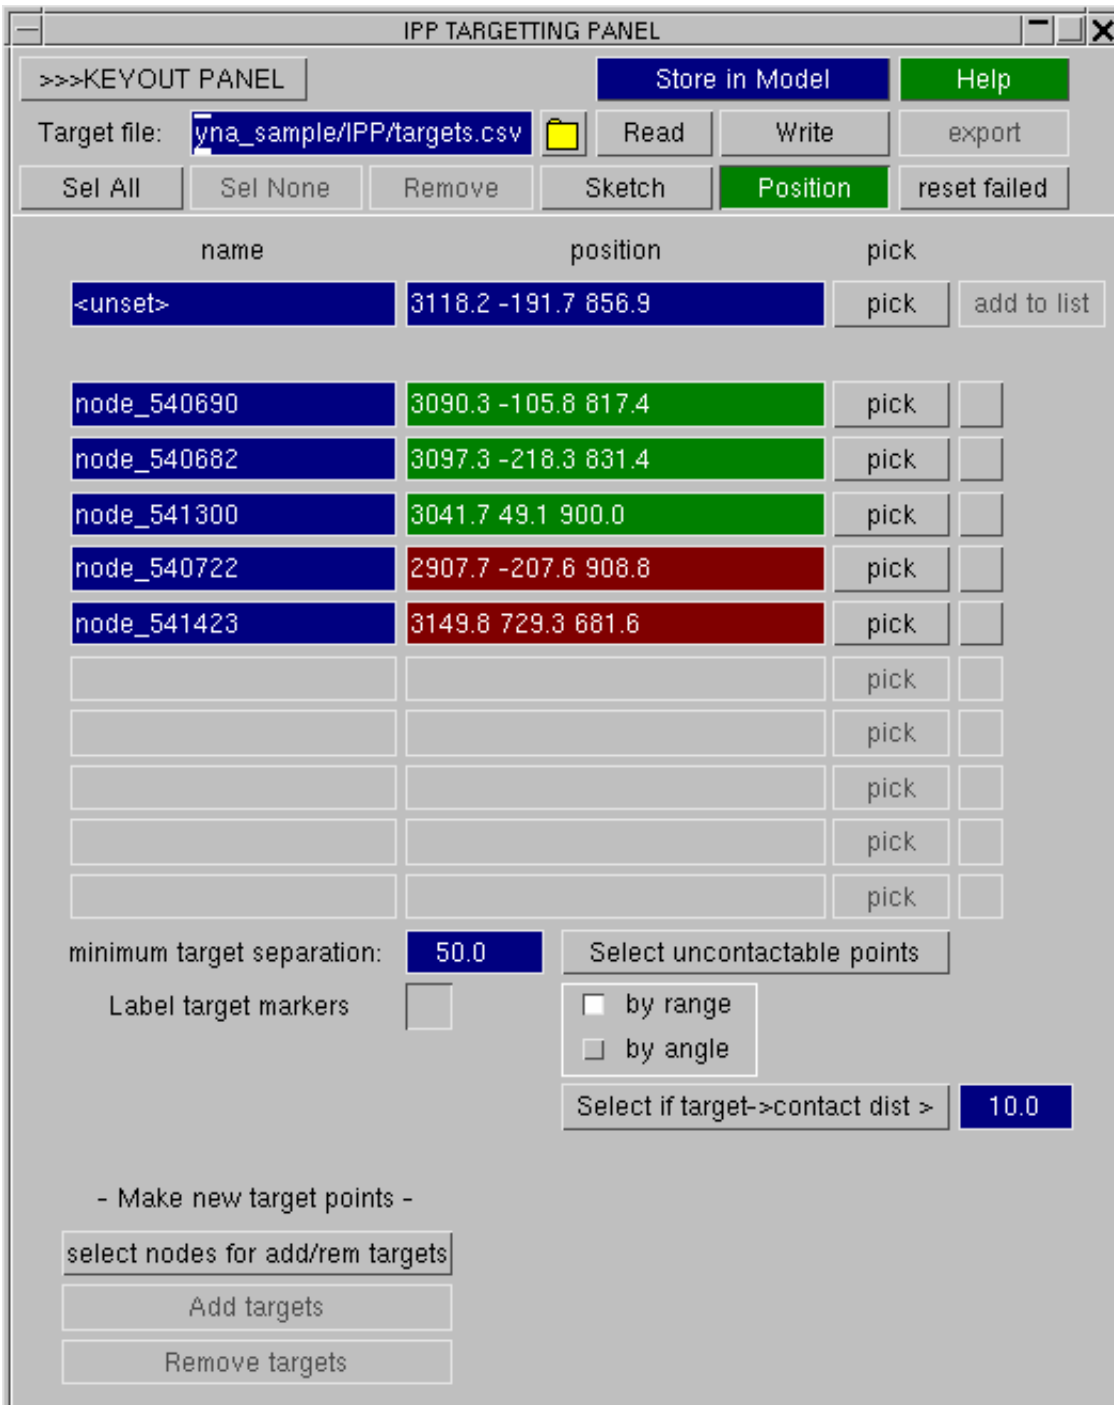 IPP TARGETTING PANEL
>>>KEYOUT PANEL Store in Model Help
Target file: yna_sample/IPP/targets.csv Read Write export
Sel All Sel None Remove Sketch Position reset failed
name position pick
<unset> 3118.2 -191.7 856.9 pick add to list
node_540690 3090.3 -105.8 817.4 pick
node_540682 3097.3 -218.3 831.4 pick
node_541300 3041.7 49.1 900.0 pick
node_540722 2907.7 -207.6 908.8 pick
node_541423 3149.8 729.3 681.6 pick
pick
pick
pick
pick
pick
minimum target separation: 50.0 Select uncontactable points
Label target markers by range
by angle
Select if target->contact dist > 10.0
- Make new target points -
select nodes for add/rem targets
Add targets
Remove targets